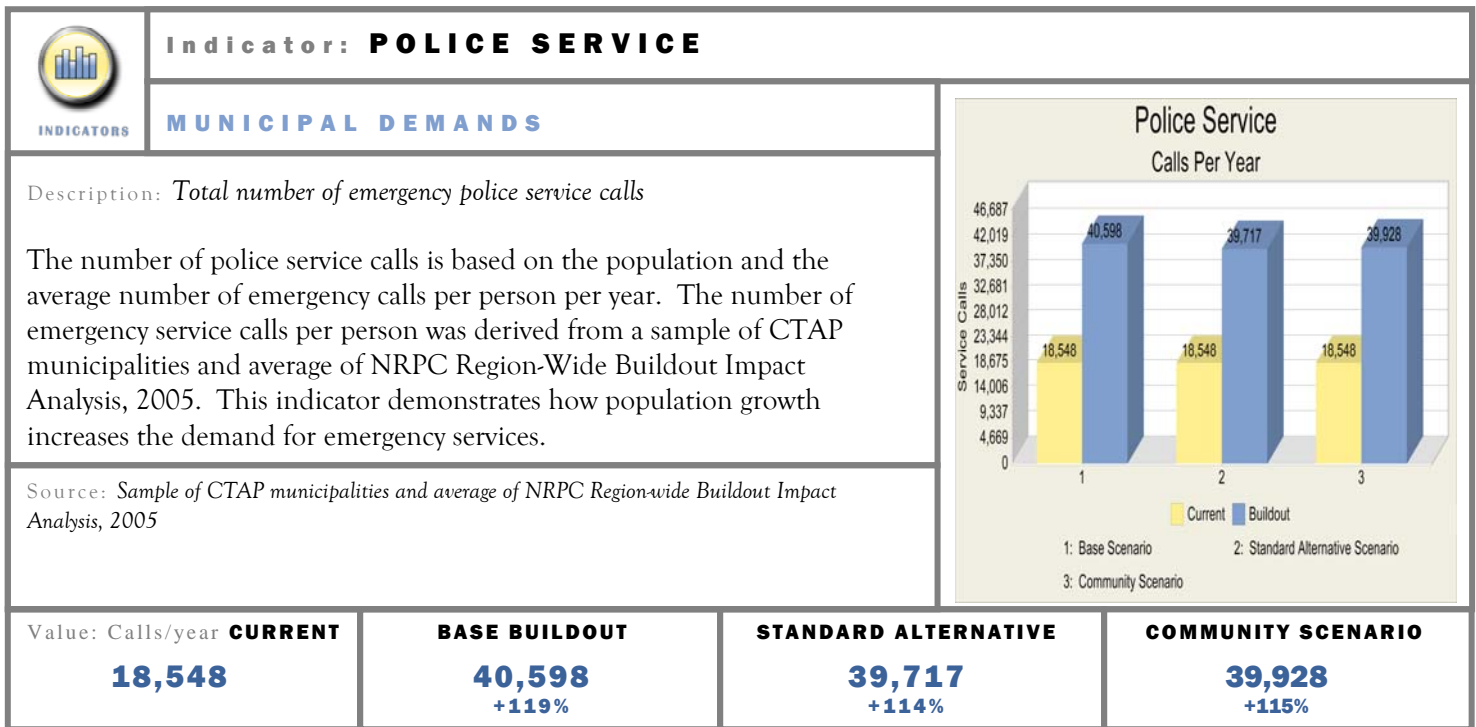 Indicator: POLICE SERVICE
INDICATORS
MUNICIPAL DEMANDS
Description: Total number of emergency police service calls
The number of police service calls is based on the population and the
average number of emergency calls per person per year. The number of
emergency service calls per person was derived from a sample of CTAP
municipalities and average of NRPC Region-Wide Buildout Impact
Analysis, 2005. This indicator demonstrates how population growth
increases the demand for emergency services.
Source: Sample of CTAP municipalities and average of NRPC Region-wide Buildout Impact
Analysis, 2005
Police Service
Calls Per Year
Service Calls
46,687
42,019
37,350
32,681
28,012
23,344
18,675
14,006
9,337
4,669
0
18,548
40,598
18,548
39,717
18,548
39,928
1
2
3
Current Buildout
1: Base Scenario 2: Standard Alternative Scenario
3: Community Scenario
Value: Calls/year CURRENT
18,548
BASE BUILDOUT
40,598
+119%
STANDARD ALTERNATIVE
39,717
+114%
COMMUNITY SCENARIO
39,928
+115%